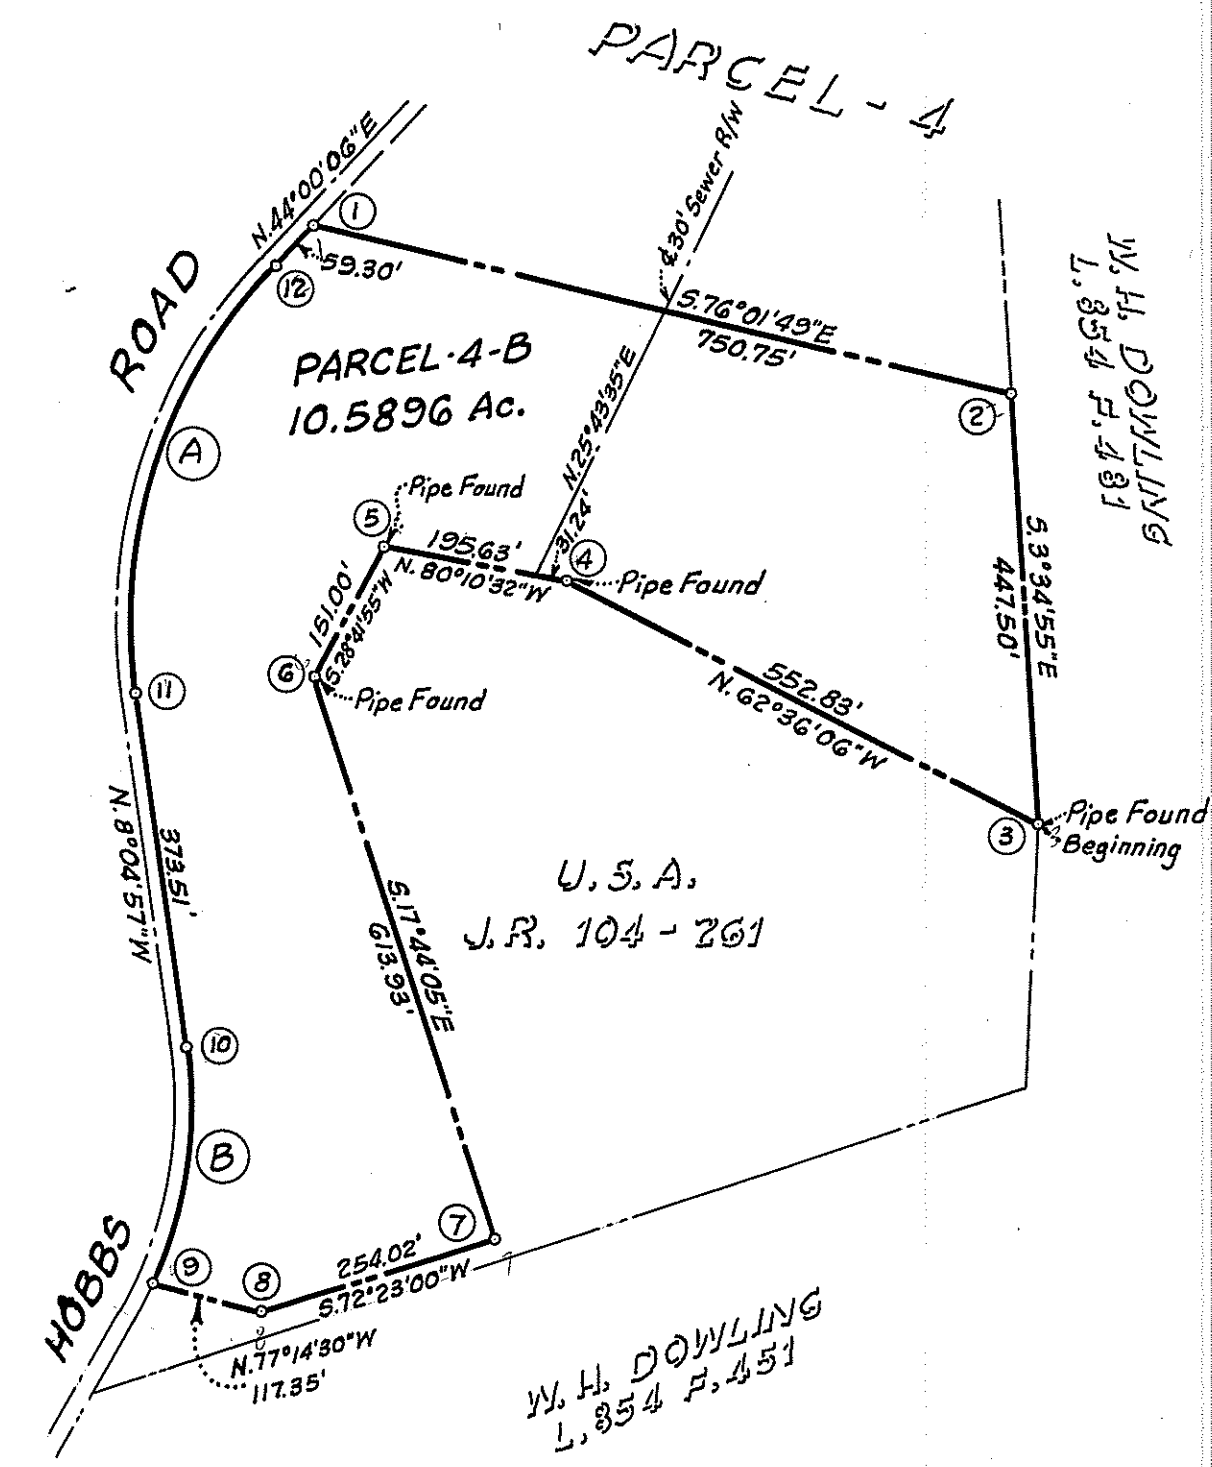 PARCEL - 4
N.44°00'06"E
1
59.30'
12
ROAD
₵30' Sewer R/W
S.76°01'49"E
750.75'
W. H. DOWLING
L. 854 F. 481
PARCEL·4-B
10.5896 Ac.
2
A
N.25°43'35"E
Pipe Found
5
31.24'
195.63'
N. 80°10'32"W
4
Pipe Found
S.3°34'55"E
447.50'
151.00'
S.28°41'55"W
6
Pipe Found
11
552.83'
N. 62°36'06"W
3
Pipe Found
Beginning
N. 8°04'57"W
373.51'
U. S. A.
J. R. 104 - 261
S.17°44'05"E
613.93'
10
B
7
254.02'
S.72°23'00"W
9
8
HOBBS
N.77°14'30"W
117.35'
W. H. DOWLING
L. 854 F. 451